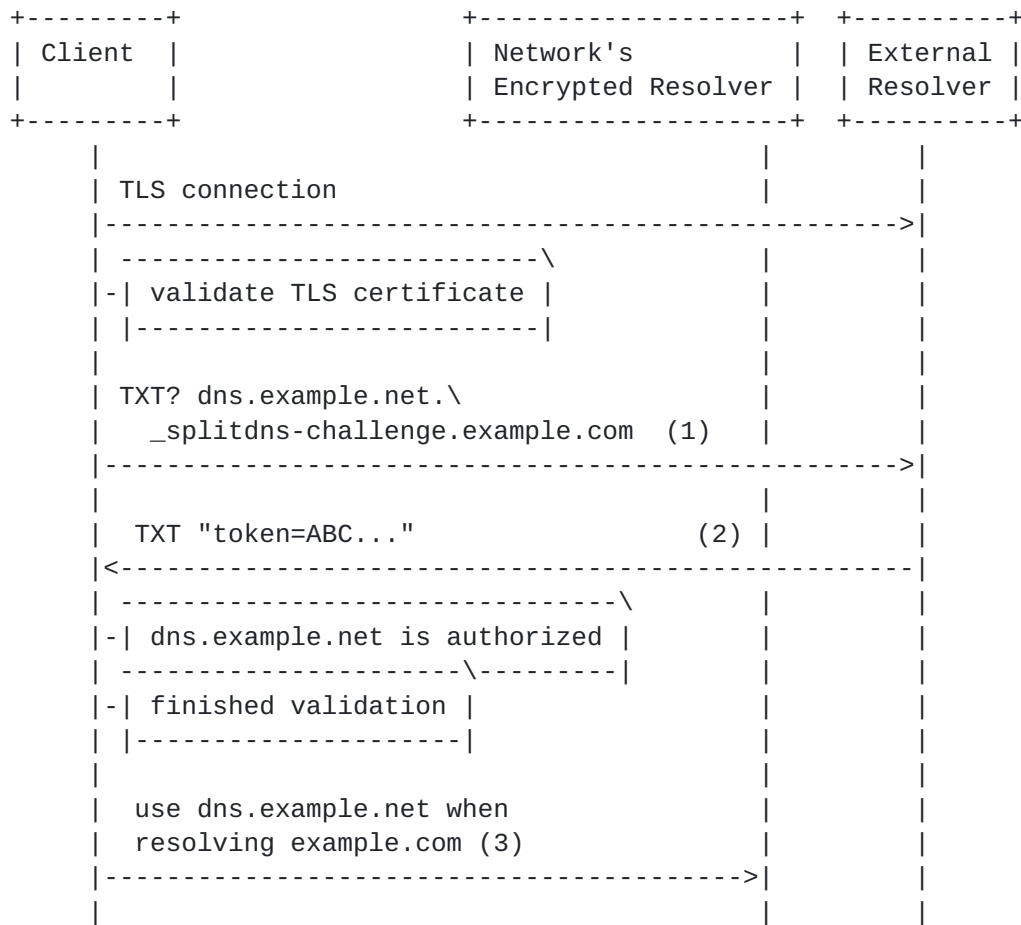 Client
Network's
Encrypted Resolver
External
Resolver
TLS connection
validate TLS certificate
TXT? dns.example.net.\
_splitdns-challenge.example.com (1)
TXT "token=ABC..." (2)
dns.example.net is authorized
finished validation
use dns.example.net when
resolving example.com (3)